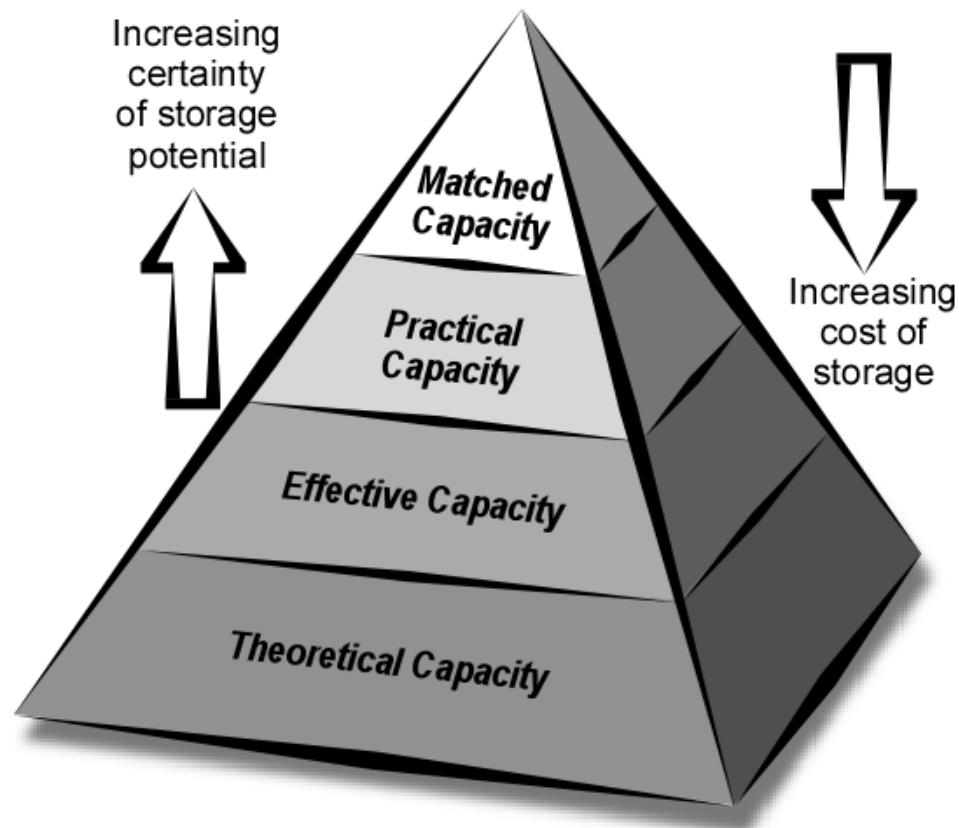 Increasing
certainty
of storage
potential
Matched
Capacity
Practical
Capacity
Effective Capacity
Theoretical Capacity
Increasing
cost of
storage